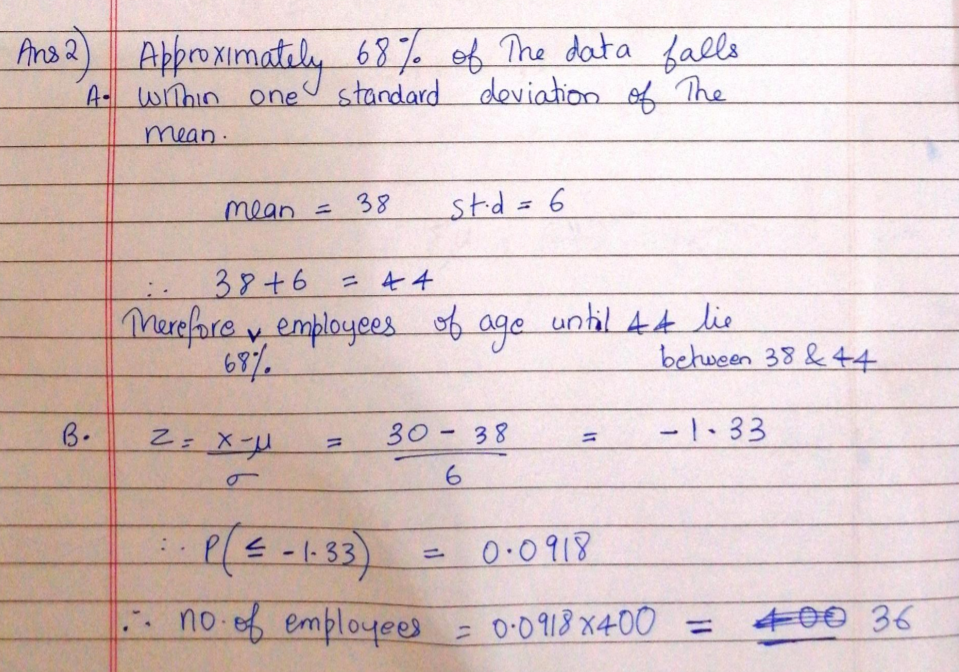 Ans 2) Approximately 68% of The data falls
A. within one standard deviation of The
mean.
mean = 38 st.d = 6
∴ 38 + 6 = 44
Therefore ∨ employees of age until 44 lie
68% between 38 & 44
B. Z = x-μ / σ = 30 - 38 / 6 = -1.33
∴ P(≤ -1.33) = 0.0918
∴ no. of employees = 0.0918 x 400 = 400 36